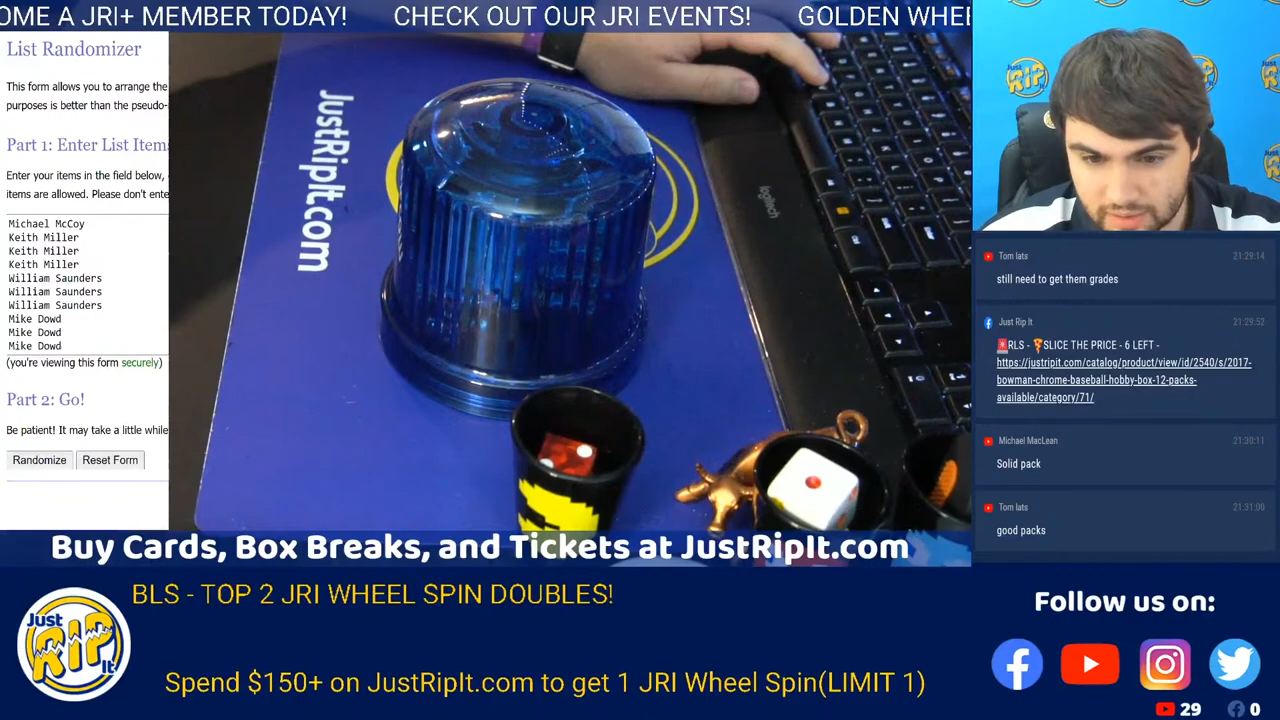 OME A JRI+ MEMBER TODAY! CHECK OUT OUR JRI EVENTS! GOLDEN WHEE
List Randomizer
This form allows you to arrange the
purposes is better than the pseudo-
Part 1: Enter List Item
Enter your items in the field below,
items are allowed. Please don't ente
Michael McCoy
Keith Miller
Keith Miller
Keith Miller
William Saunders
William Saunders
William Saunders
Mike Dowd
Mike Dowd
Mike Dowd
(you're viewing this form securely)
Part 2: Go!
Be patient! It may take a little while
Randomize Reset Form
JustRipIt.com
logitech
Just RIP It
Tom Iats 21:29:14
still need to get them grades
Just Rip It 21:29:52
🚨RLS - 🍕SLICE THE PRICE - 6 LEFT -
https://justripit.com/catalog/product/view/id/2540/s/2017-
bowman-chrome-baseball-hobby-box-12-packs-
available/category/71/
Michael MacLean 21:30:11
Solid pack
Tom Iats 21:31:00
good packs
Buy Cards, Box Breaks, and Tickets at JustRipIt.com
Just RIP It
BLS - TOP 2 JRI WHEEL SPIN DOUBLES!
Spend $150+ on JustRipIt.com to get 1 JRI Wheel Spin(LIMIT 1)
Follow us on:
29 0